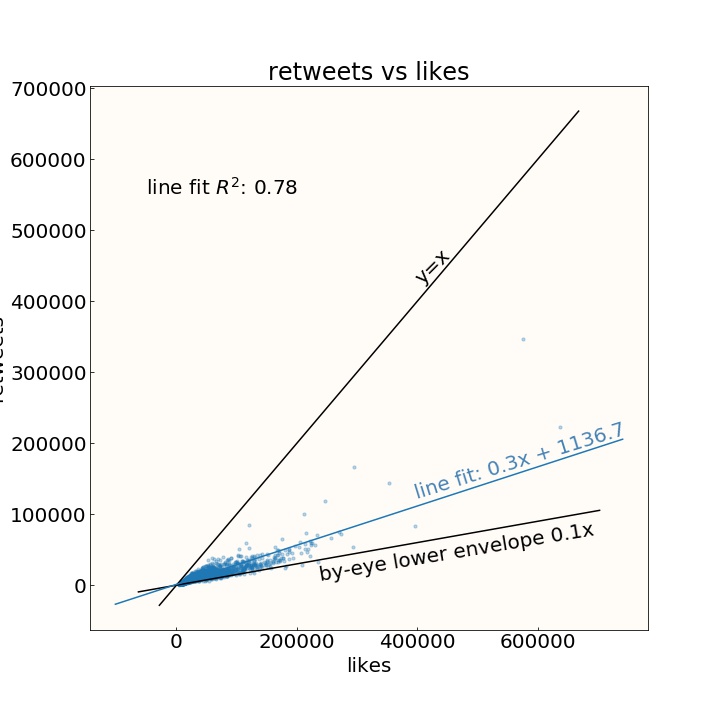 retweets vs likes
700000
600000
line fit R²: 0.78
500000
y=x
400000
300000
200000
line fit: 0.3x + 1136.7
100000
by-eye lower envelope 0.1x
0
0 200000 400000 600000
likes